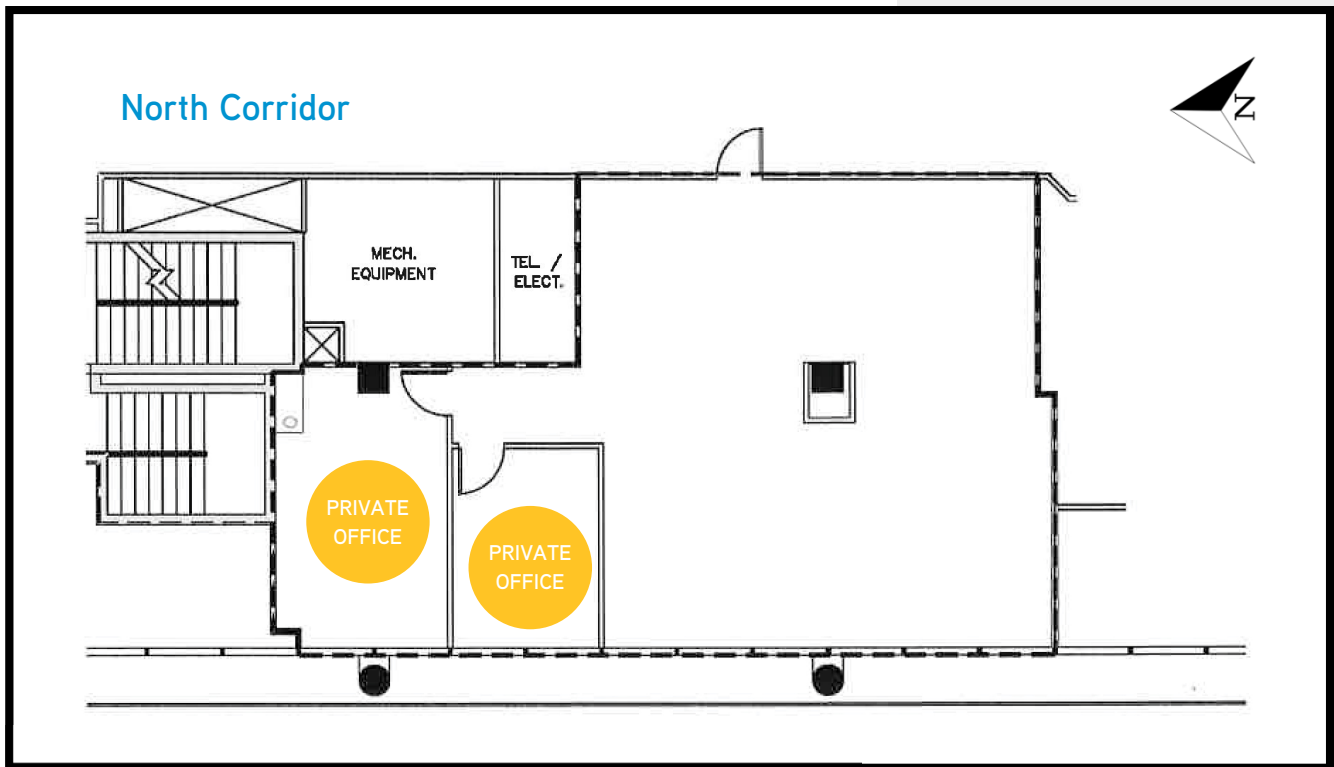 North Corridor
N
MECH.
EQUIPMENT
TEL. /
ELECT.
PRIVATE
OFFICE
PRIVATE
OFFICE